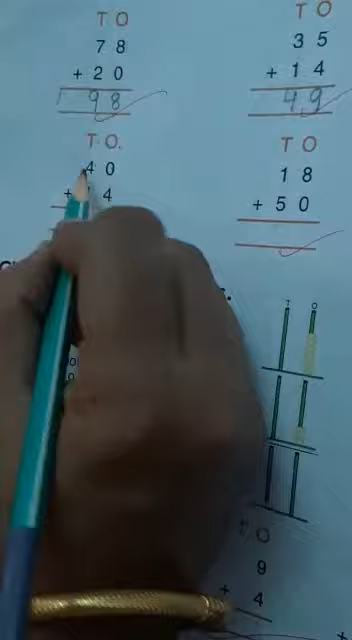 T O T O
7 8 3 5
+ 2 0 + 1 4
9 8 4 9
T O. T O
4 0 1 8
+ 4 + 5 0
T O
O
9
+ 4